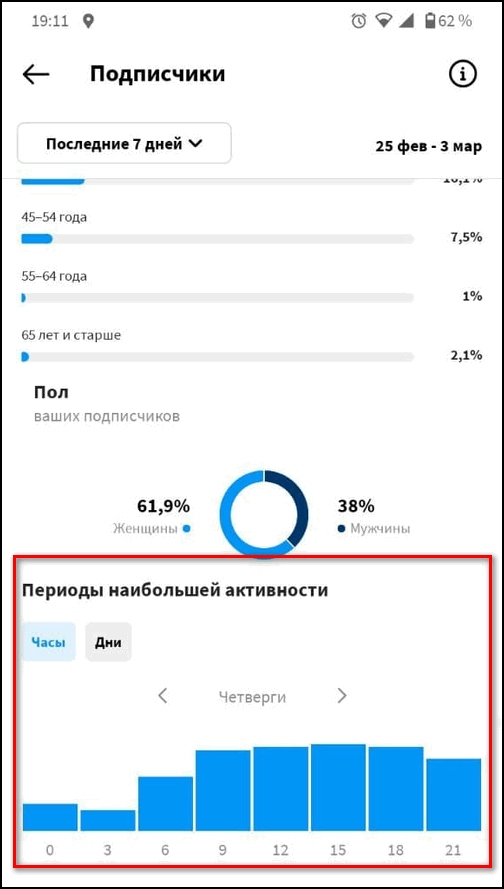 19:11 62 %
Подписчики
Последние 7 дней 25 фев - 3 мар
45–54 года
7,5%
55–64 года
1%
65 лет и старше
2,1%
Пол
ваших подписчиков
61,9% 38%
Женщины Мужчины
Периоды наибольшей активности
Часы Дни
Четверги
0 3 6 9 12 15 18 21